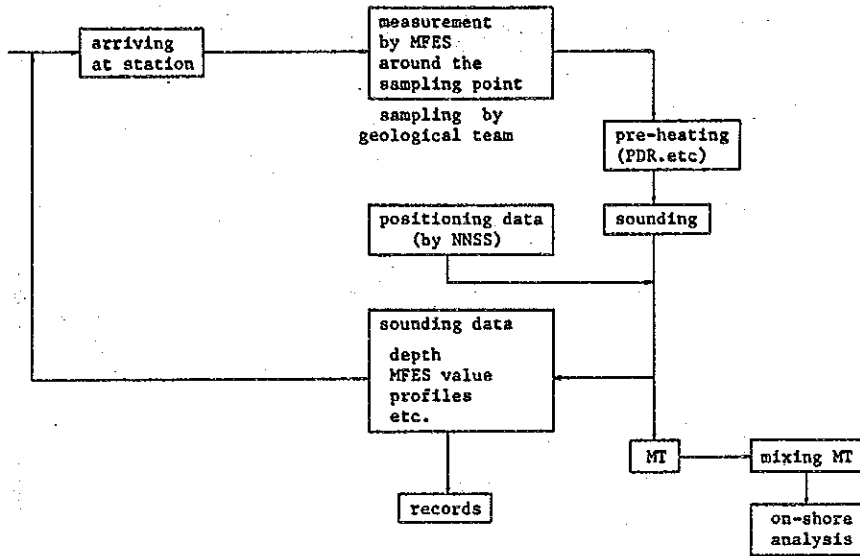 arriving
at station
measurement
by MFES
around the
sampling point
sampling by
geological team
pre-heating
(PDR.etc)
positioning data
(by NNSS)
sounding
sounding data
depth
MFES value
profiles
etc.
MT
mixing MT
records
on-shore
analysis